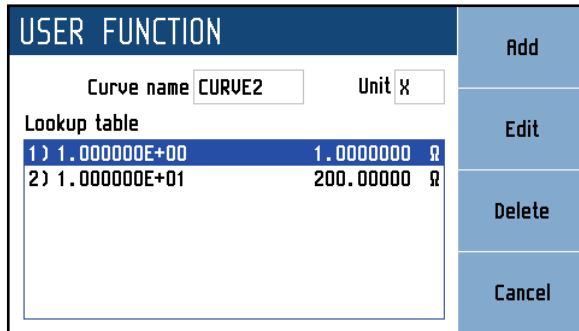 USER FUNCTION
Curve name CURVE2 Unit X
Lookup table
1) 1.000000E+00 1.0000000 Ω
2) 1.000000E+01 200.00000 Ω
Add
Edit
Delete
Cancel